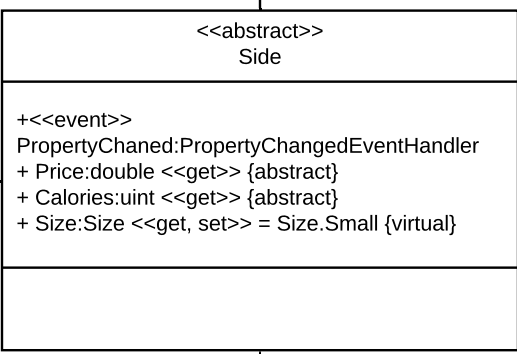 <<abstract>>
Side
+<<event>>
PropertyChaned:PropertyChangedEventHandler
+ Price:double <<get>> {abstract}
+ Calories:uint <<get>> {abstract}
+ Size:Size <<get, set>> = Size.Small {virtual}